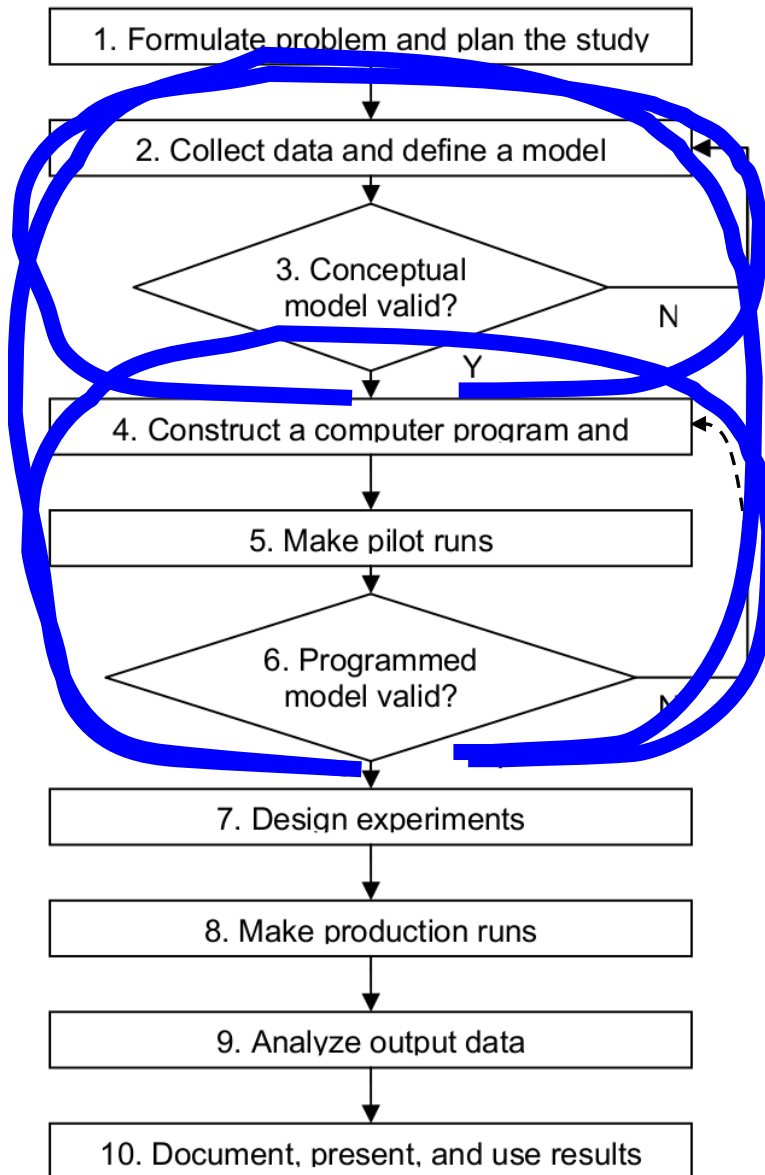 1. Formulate problem and plan the study
2. Collect data and define a model
3. Conceptual
model valid?
N
Y
4. Construct a computer program and
5. Make pilot runs
6. Programmed
model valid?
N
7. Design experiments
8. Make production runs
9. Analyze output data
10. Document, present, and use results